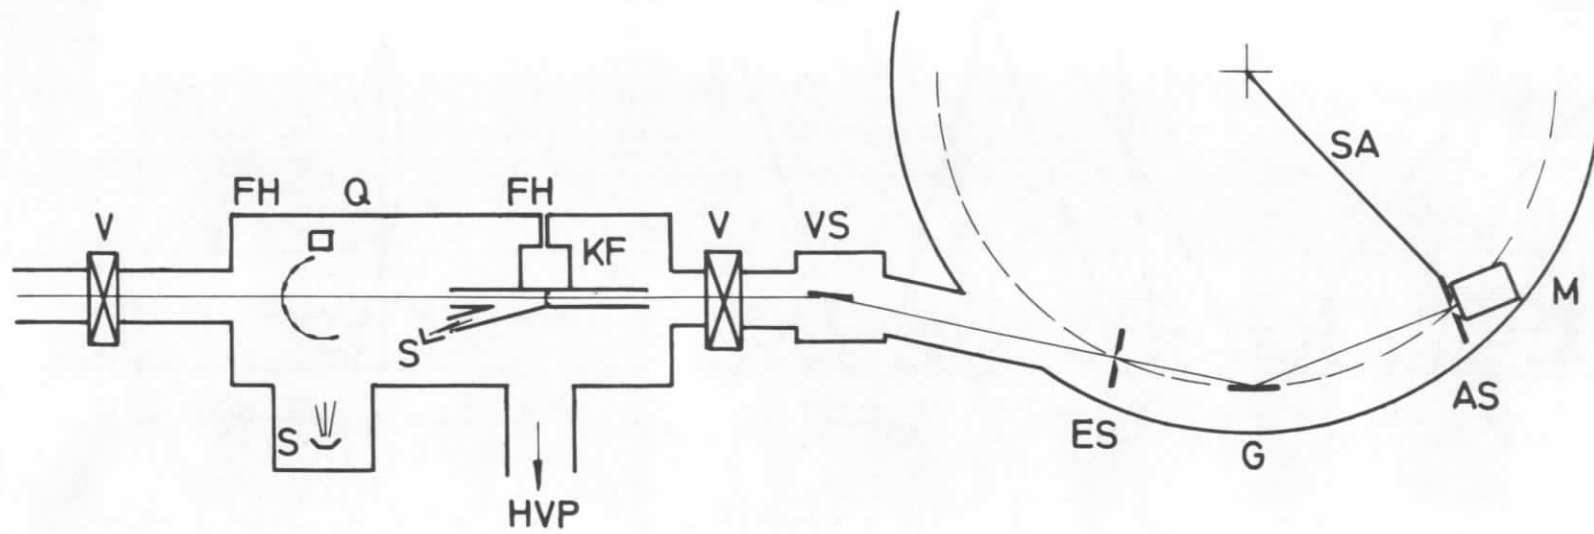 SA
FH Q FH
V KF V VS
M
S
AS
ES
S G
HVP